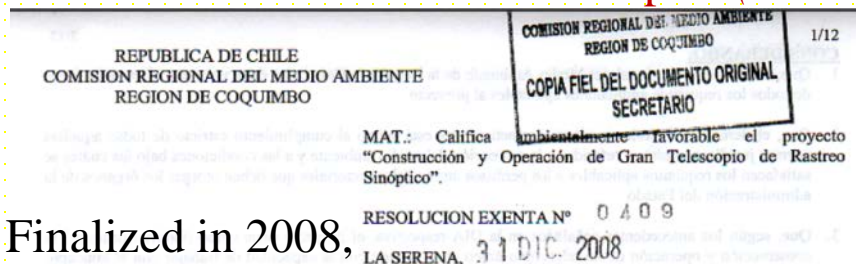 COMISION REGIONAL DEL MEDIO AMBIENTE
REGION DE COQUIMBO
COPIA FIEL DEL DOCUMENTO ORIGINAL,
SECRETARIO
1/12
REPUBLICA DE CHILE
COMISION REGIONAL DEL MEDIO AMBIENTE
REGION DE COQUIMBO
MAT.: Califica ambientalmente favorable el proyecto
“Construcción y Operación de Gran Telescopio de Rastreo
Sinóptico”.
RESOLUCION EXENTA Nº 0409
Finalized in 2008,
LA SERENA, 31 DIC. 2008